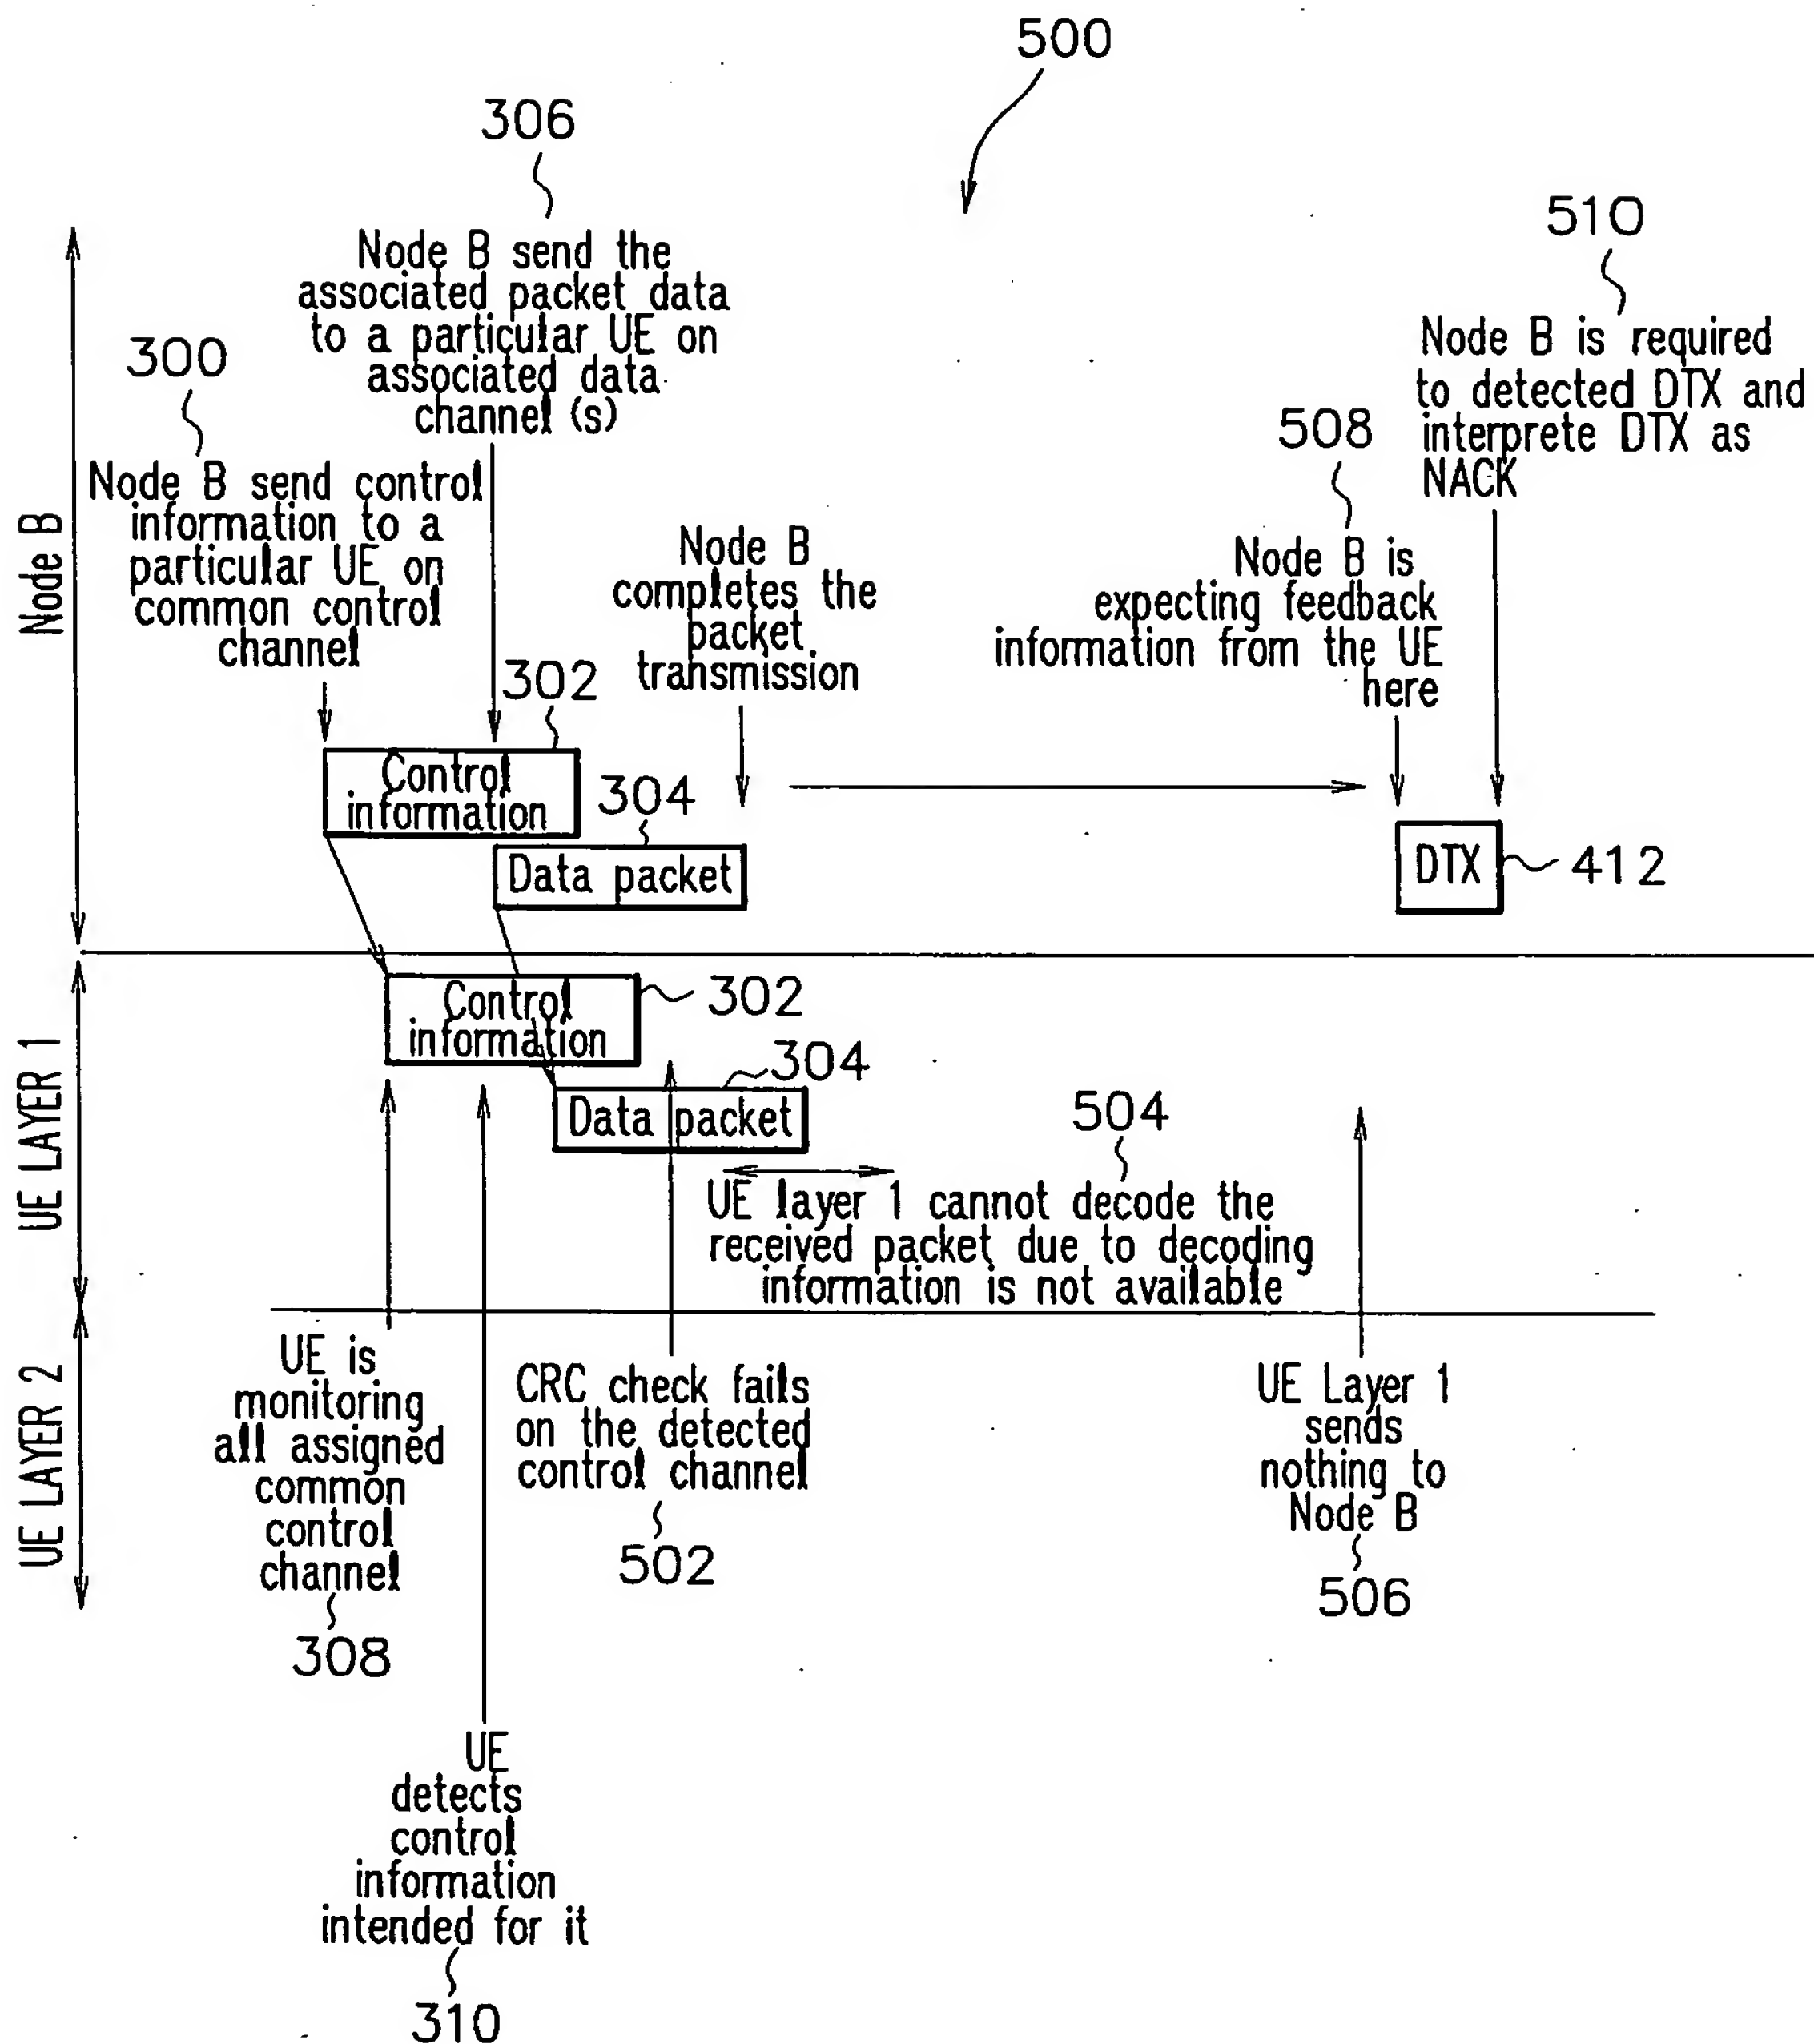 500
306
Node B send the
associated packet data
to a particular UE on
associated data
channel (s)
510
Node B is required
to detected DTX and
interprete DTX as
NACK
300
Node B send control
information to a
particular UE on
common control
channel
508
Node B is
expecting feedback
information from the UE
here
Node B
completes the
packet
transmission
Node B
302
Control
information
304
Data packet
DTX
412
UE LAYER 1
Control
information
302
304
Data packet
504
UE layer 1 cannot decode the
received packet due to decoding
information is not available
UE LAYER 2
UE is
monitoring
all assigned
common
control
channel
308
CRC check fails
on the detected
control channel
502
UE Layer 1
sends
nothing to
Node B
506
UE
detects
control
information
intended for it
310